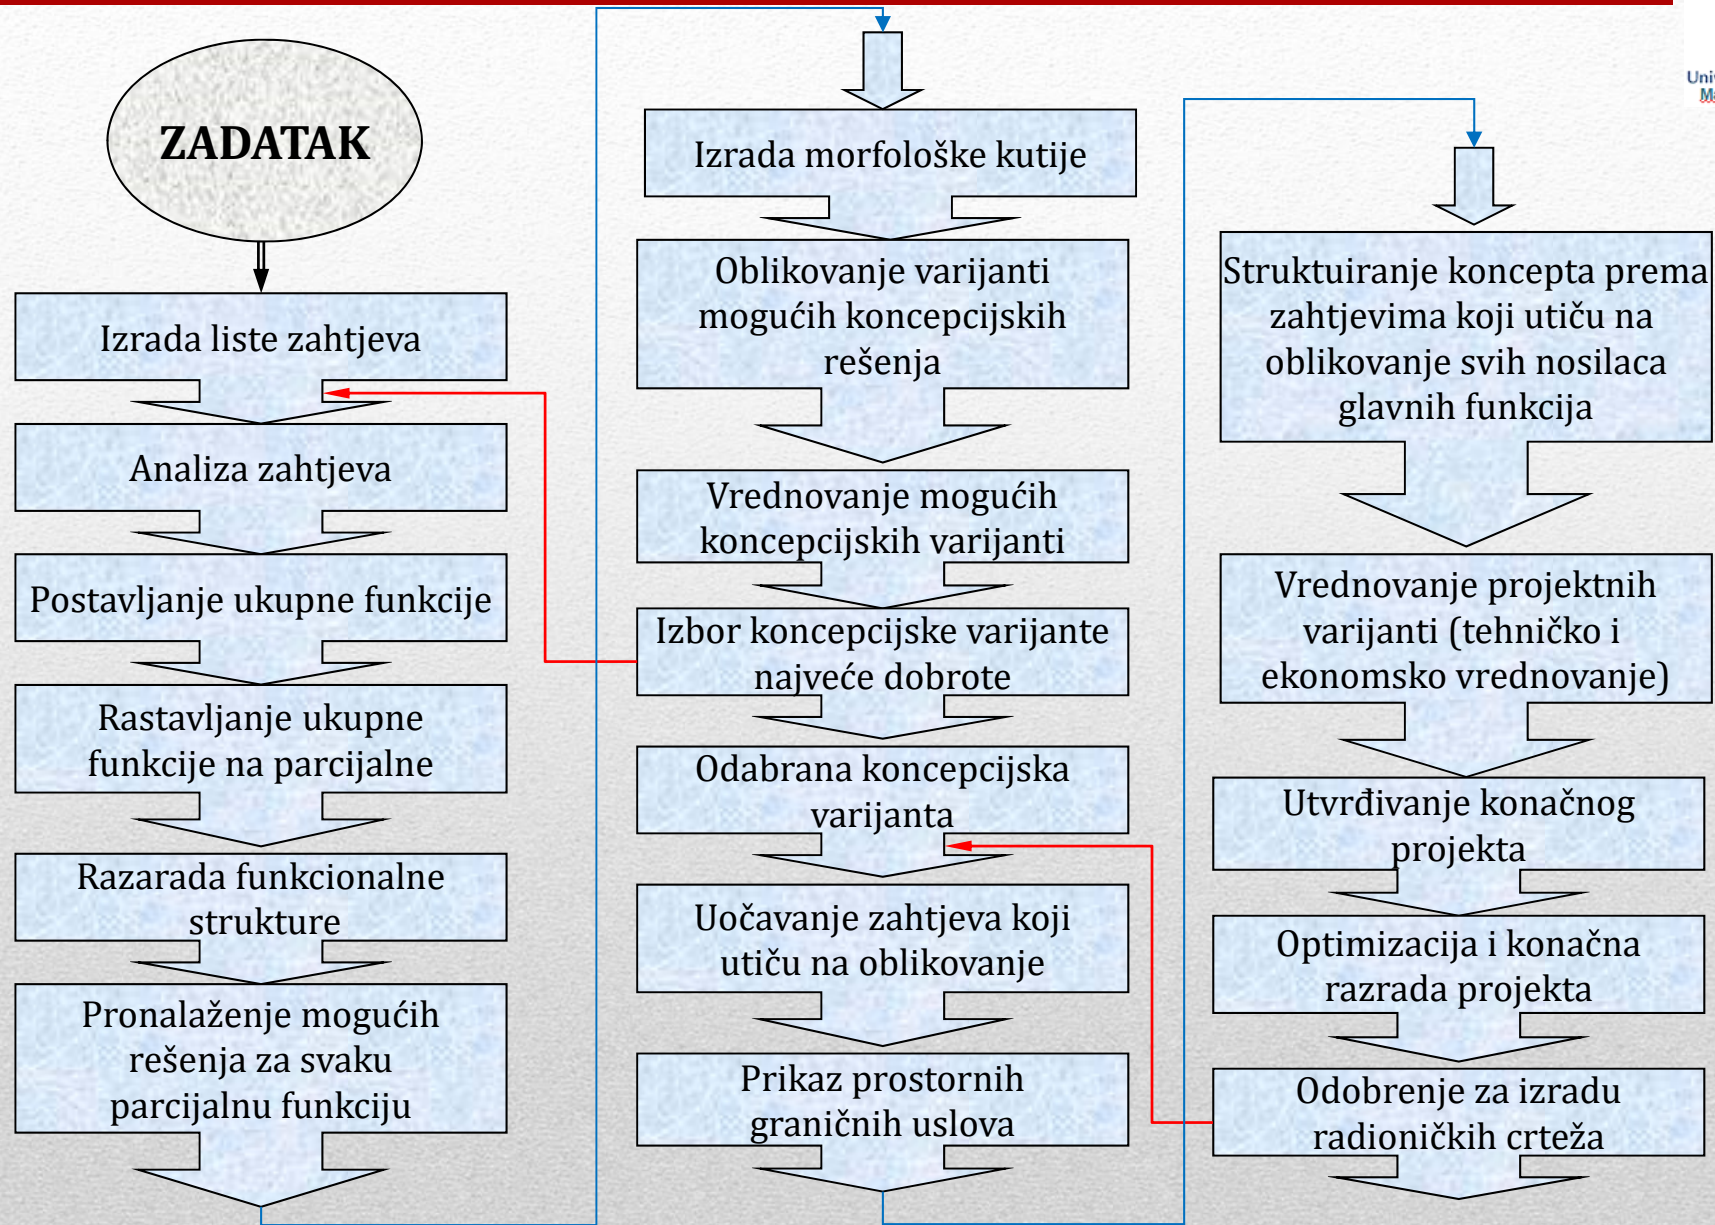 ZADATAK
Izrada liste zahtjeva
Analiza zahtjeva
Postavljanje ukupne funkcije
Rastavljanje ukupne
funkcije na parcijalne
Razarada funkcionalne
strukture
Pronalaženje mogućih
rešenja za svaku
parcijalnu funkciju
Izrada morfološke kutije
Oblikovanje varijanti
mogućih koncepcijskih
rešenja
Vrednovanje mogućih
koncepcijskih varijanti
Izbor koncepcijske varijante
najveće dobrote
Odabrana koncepcijska
varijanta
Uočavanje zahtjeva koji
utiču na oblikovanje
Prikaz prostornih
graničnih uslova
Struktuiranje koncepta prema
zahtjevima koji utiču na
oblikovanje svih nosilaca
glavnih funkcija
Vrednovanje projektnih
varijanti (tehničko i
ekonomsko vrednovanje)
Utvrđivanje konačnog
projekta
Optimizacija i konačna
razrada projekta
Odobrenje za izradu
radioničkih crteža